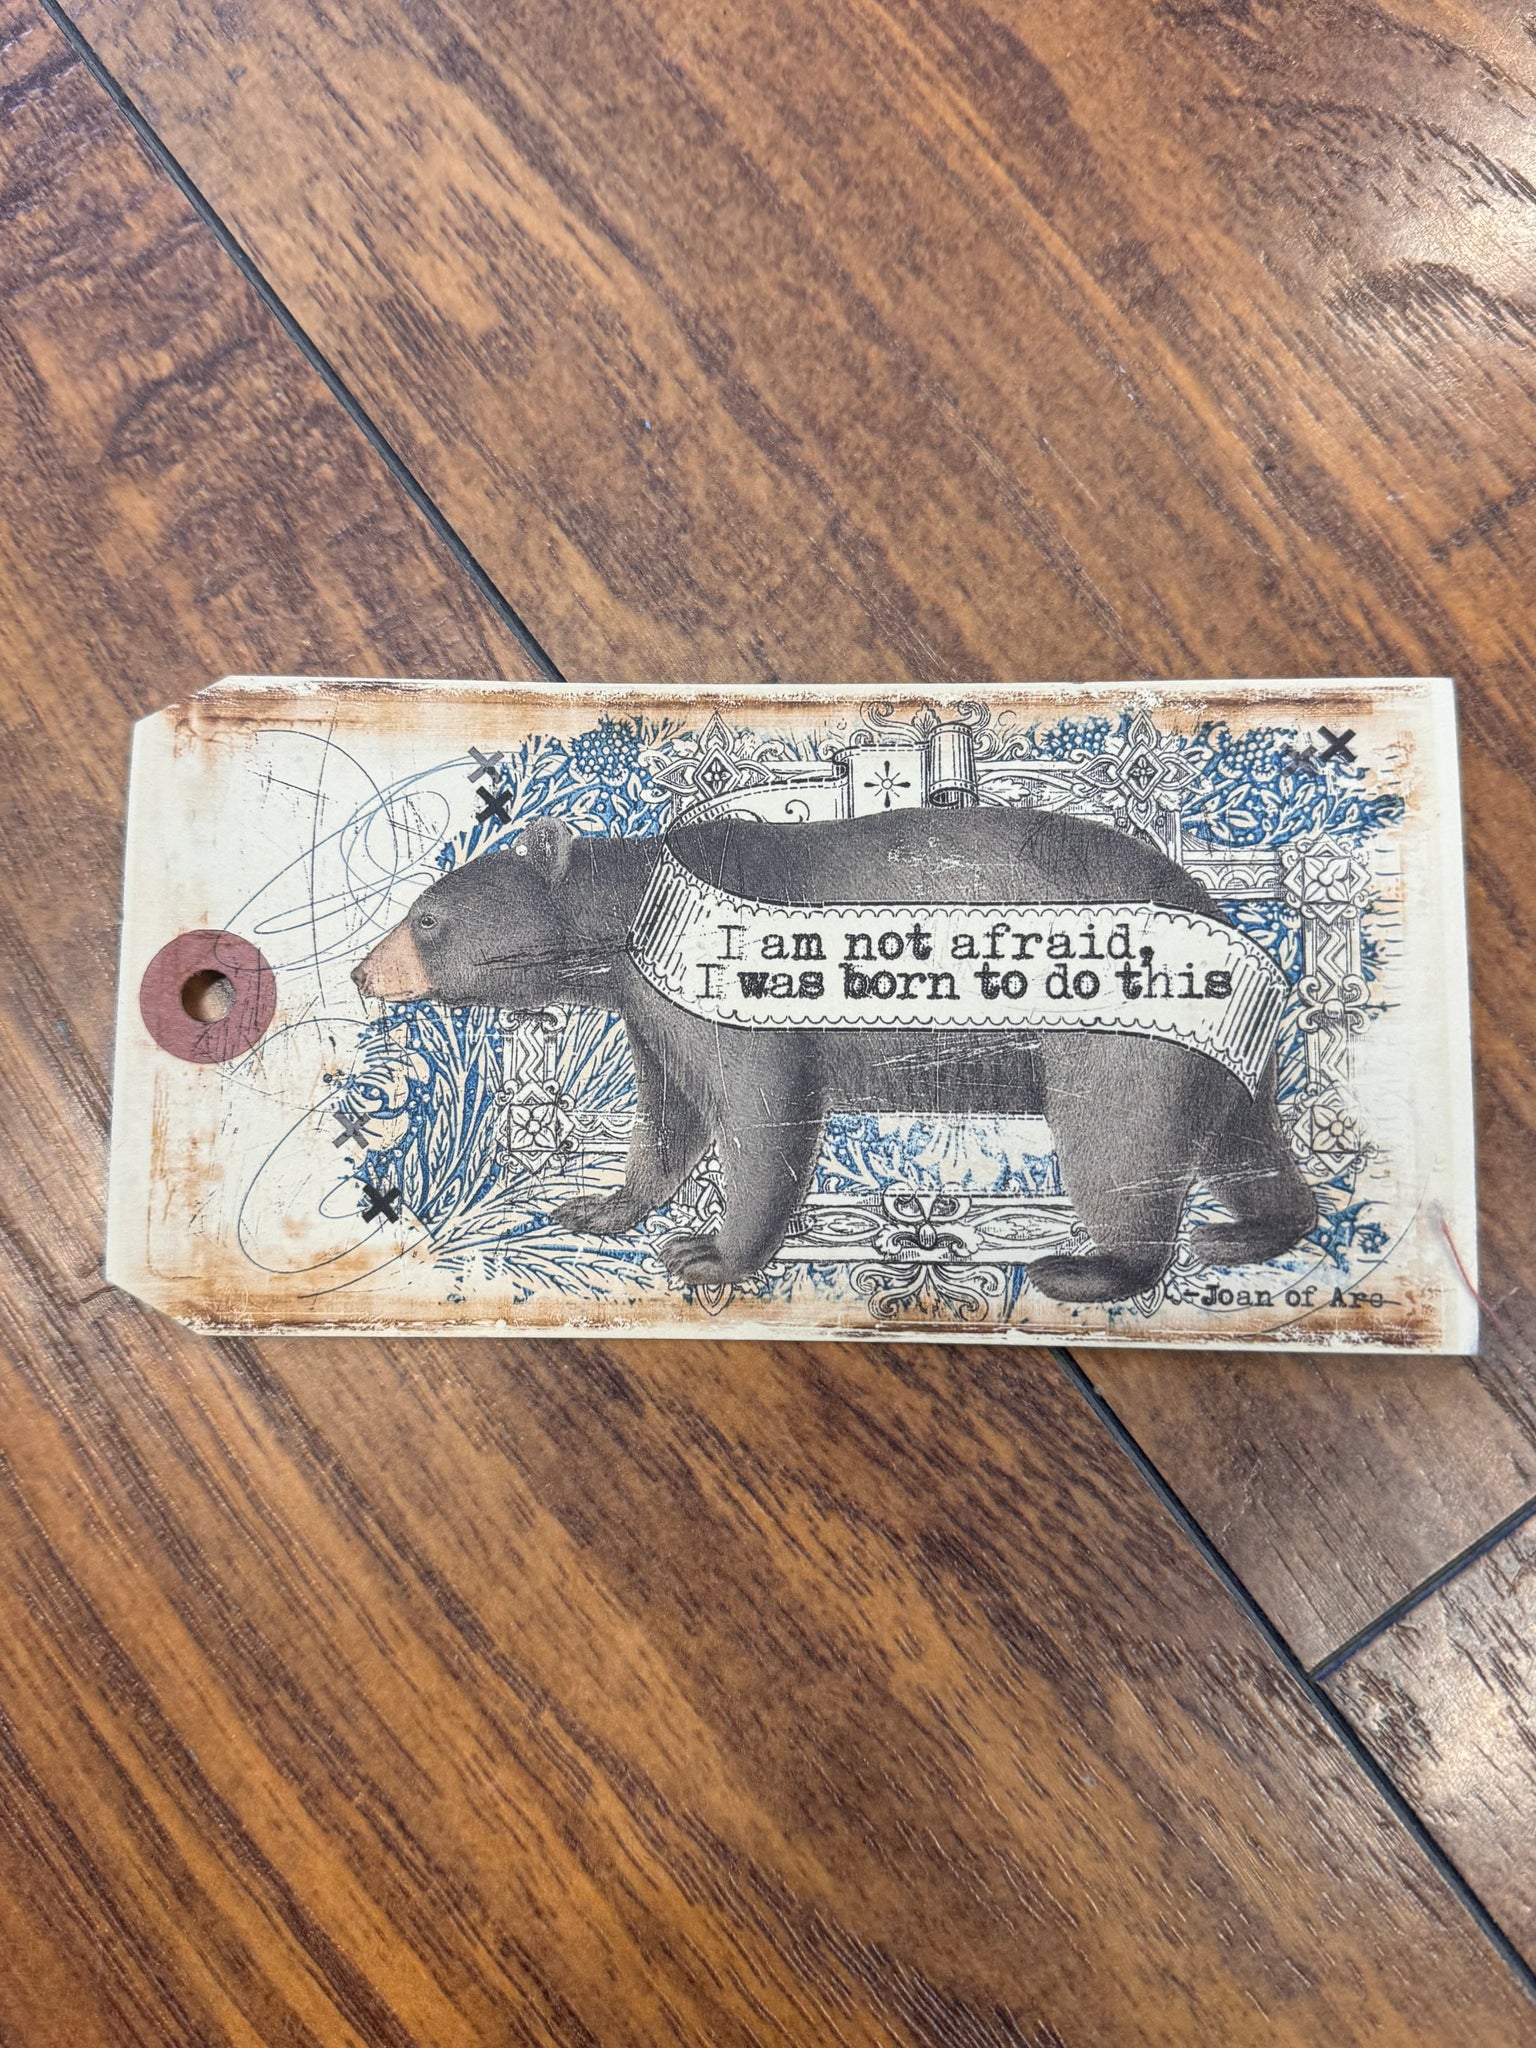 I am not afraid,
I was born to do this
-Joan of Arc